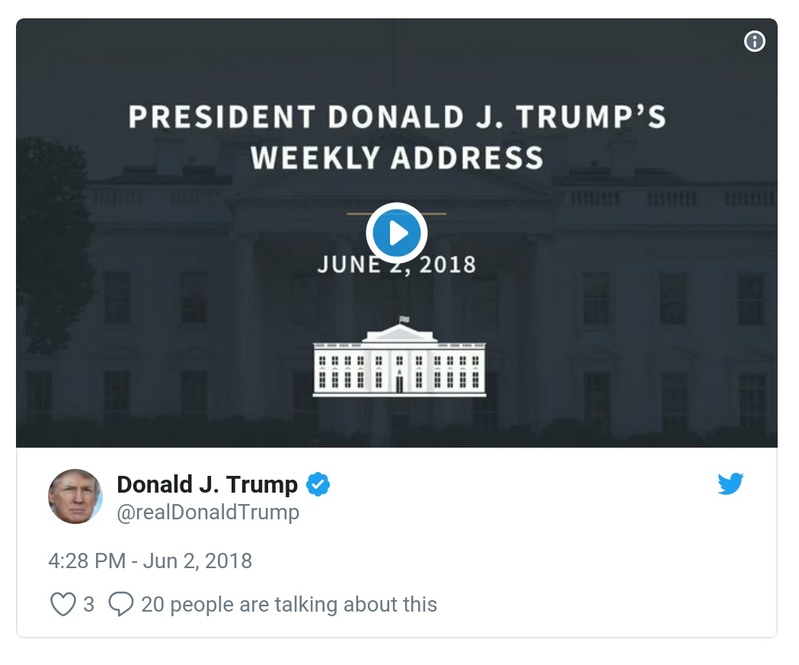 PRESIDENT DONALD J. TRUMP’S
WEEKLY ADDRESS
JUNE 2, 2018
Donald J. Trump
@realDonaldTrump
4:28 PM - Jun 2, 2018
3 20 people are talking about this